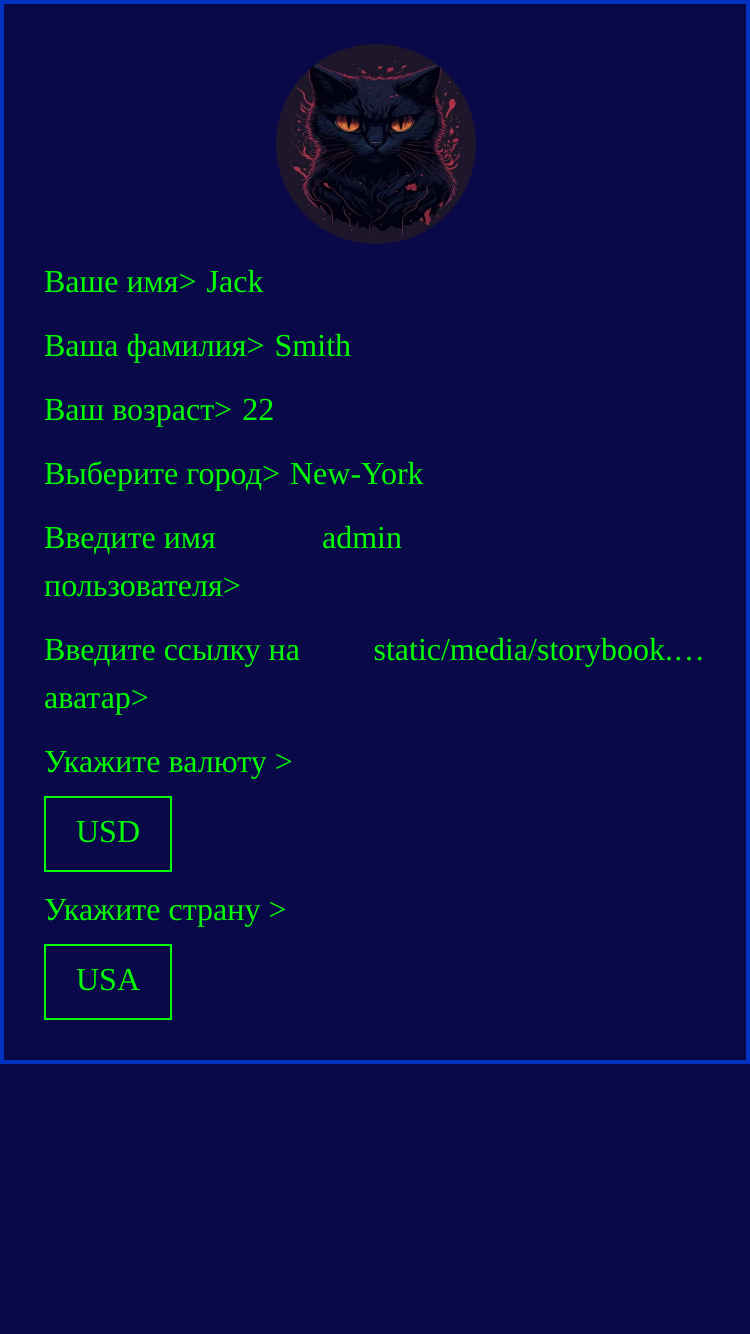 Ваше имя> Jack
Ваша фамилия> Smith
Ваш возраст> 22
Выберите город> New-York
Введите имя admin
пользователя>
Введите ссылку на static/media/storybook.…
аватар>
Укажите валюту >
USD
Укажите страну >
USA